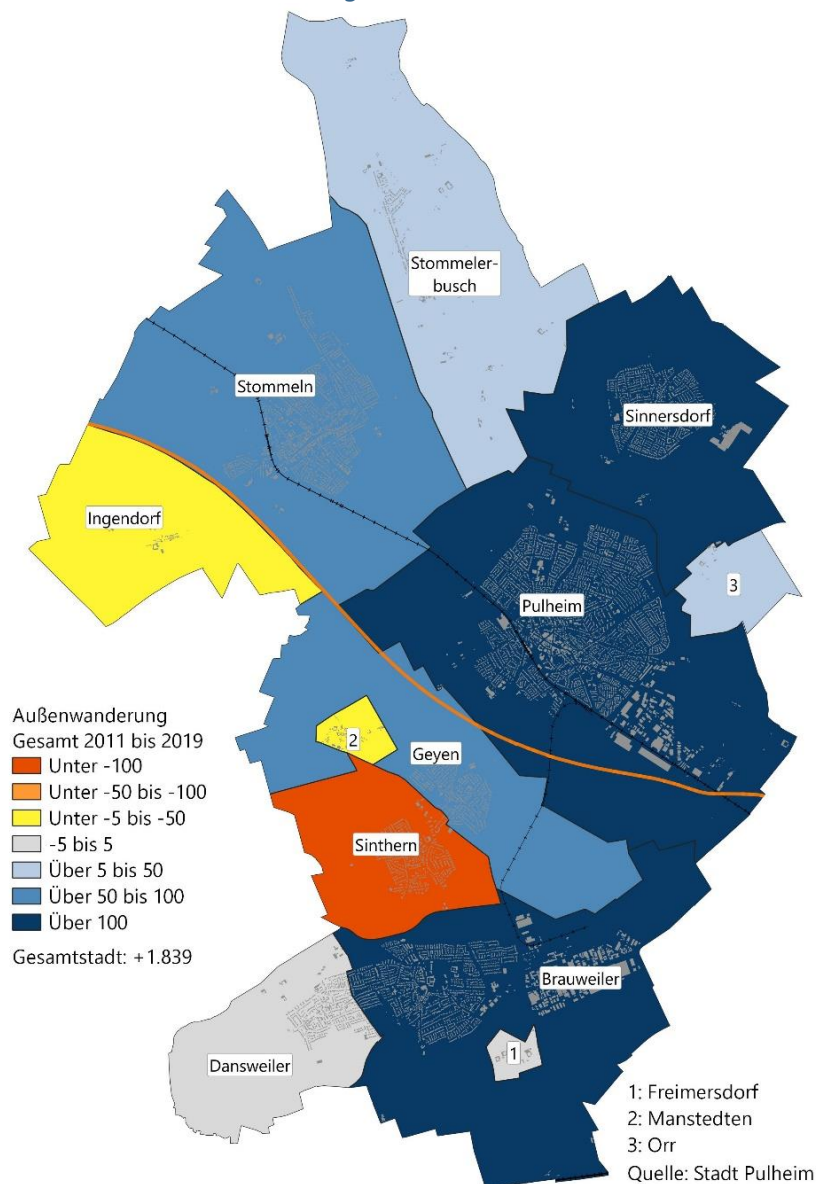 Stommeler-
busch
Sinnersdorf
Stommeln
Ingendorf
3
Pulheim
2
Geyen
Sinthern
Brauweiler
1
Dansweiler
Außenwanderung
Gesamt 2011 bis 2019
Unter -100
Unter -50 bis -100
Unter -5 bis -50
-5 bis 5
Über 5 bis 50
Über 50 bis 100
Über 100
Gesamtstadt: +1.839
1: Freimersdorf
2: Manstedten
3: Orr
Quelle: Stadt Pulheim